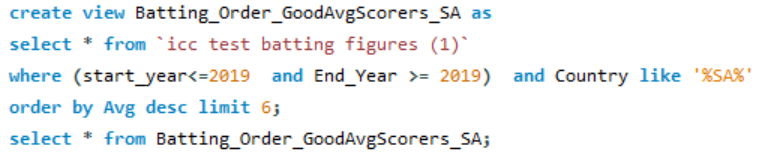 create view Batting_Order_GoodAvgScorers_SA as
select * from `icc test batting figures (1)`
where (start_year<=2019  and End_Year >= 2019)  and Country like '%SA%'
order by Avg desc limit 6;
select * from Batting_Order_GoodAvgScorers_SA;